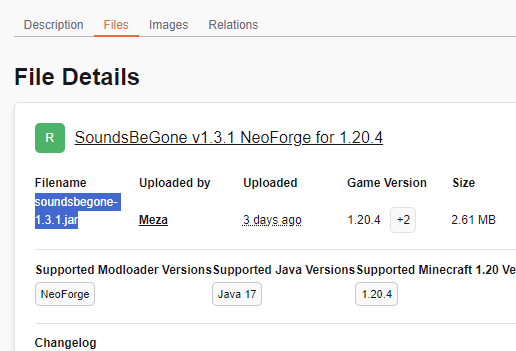 Description Files Images Relations
File Details
R SoundsBeGone v1.3.1 NeoForge for 1.20.4
Filename Uploaded by Uploaded Game Version Size
soundsbegone-
1.3.1.jar Meza 3 days ago 1.20.4 +2 2.61 MB
Supported Modloader Versions Supported Java Versions Supported Minecraft 1.20 Ve
NeoForge Java 17 1.20.4
Changelog